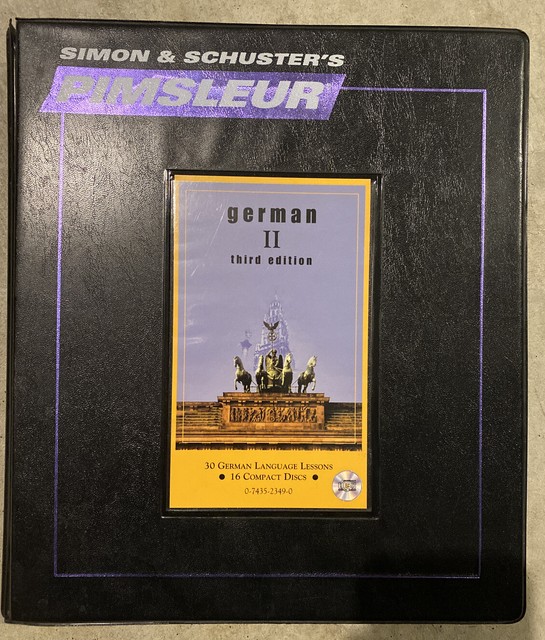 SIMON & SCHUSTER'S
PIMSLEUR
german
II
third edition
30 GERMAN LANGUAGE LESSONS
● 16 COMPACT DISCS ●
0-7435-2349-0